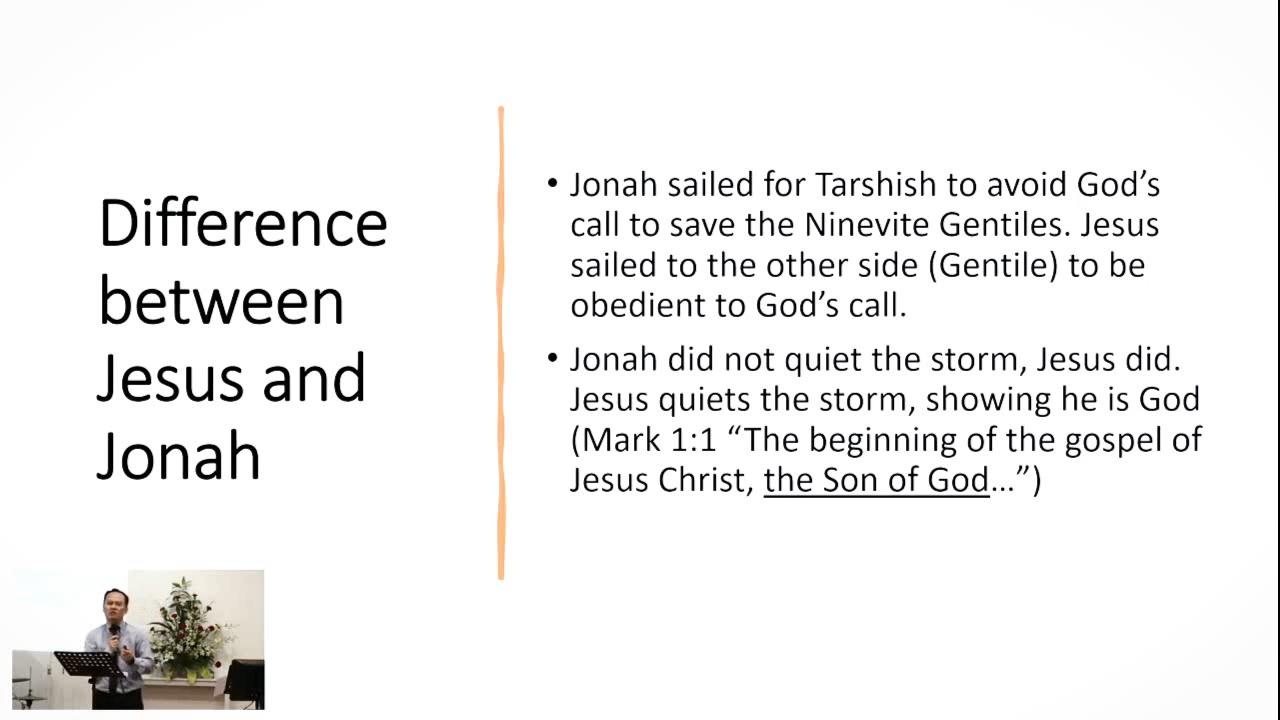 Difference
between
Jesus and
Jonah
• Jonah sailed for Tarshish to avoid God’s
call to save the Ninevite Gentiles. Jesus
sailed to the other side (Gentile) to be
obedient to God’s call.
• Jonah did not quiet the storm, Jesus did.
Jesus quiets the storm, showing he is God
(Mark 1:1 “The beginning of the gospel of
Jesus Christ, the Son of God…”)